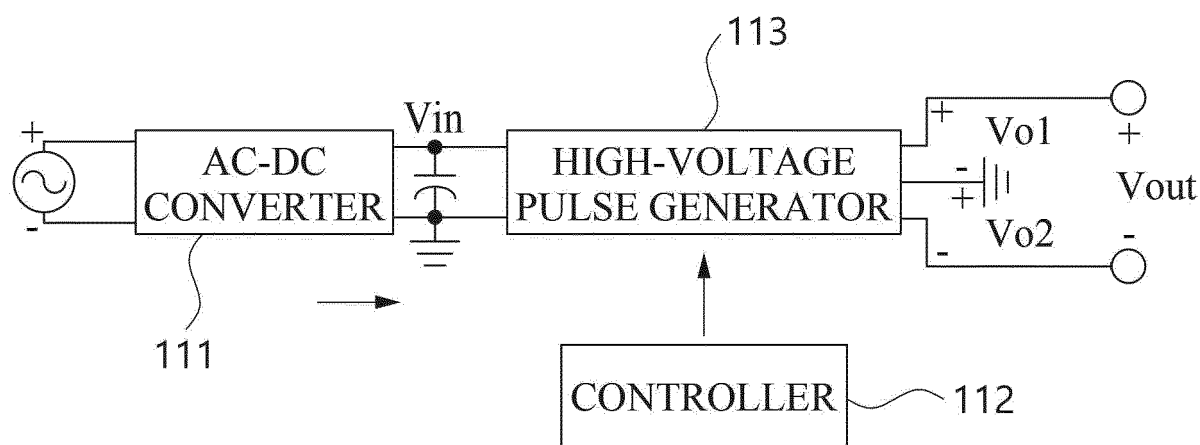 113
+
Vin
AC-DC
CONVERTER
-
111
HIGH-VOLTAGE
PULSE GENERATOR
+
Vo1
-
+
Vo2
-
+
Vout
-
CONTROLLER
112